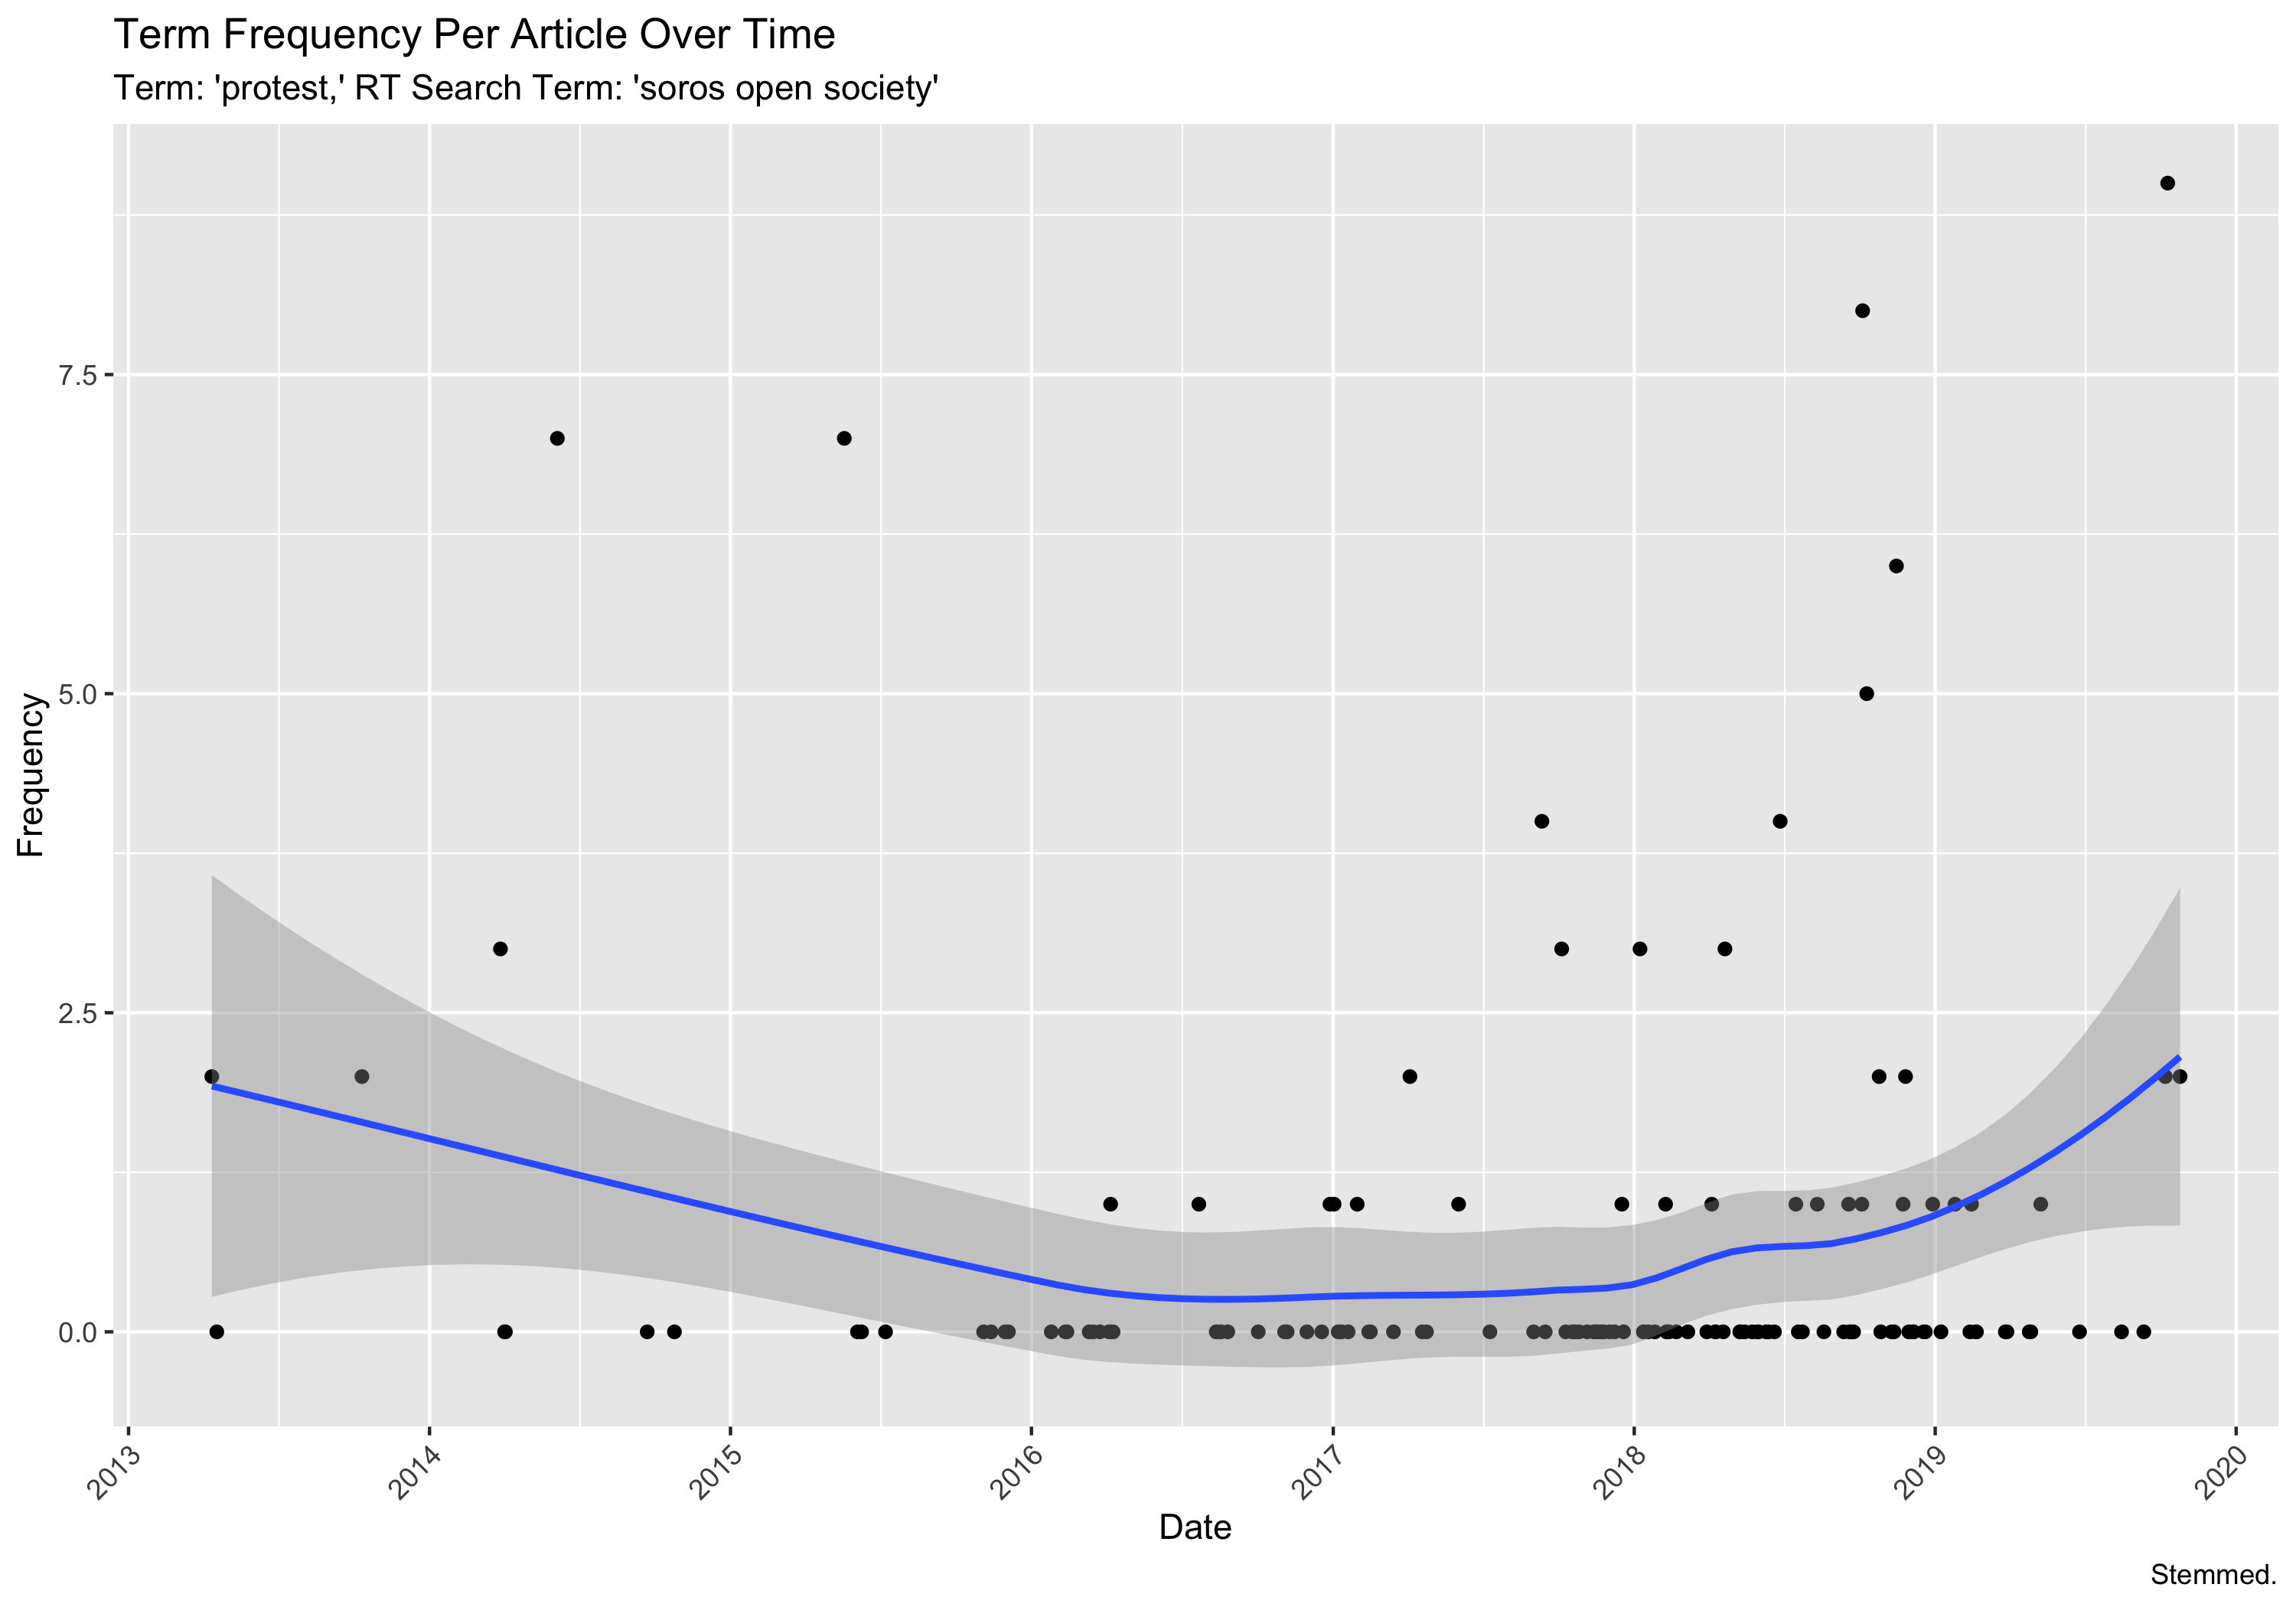 Term Frequency Per Article Over Time
Term: 'protest,' RT Search Term: 'soros open society'
Frequency
7.5
5.0
2.5
0.0
2013 2014 2015 2016 2017 2018 2019 2020
Date
Stemmed.